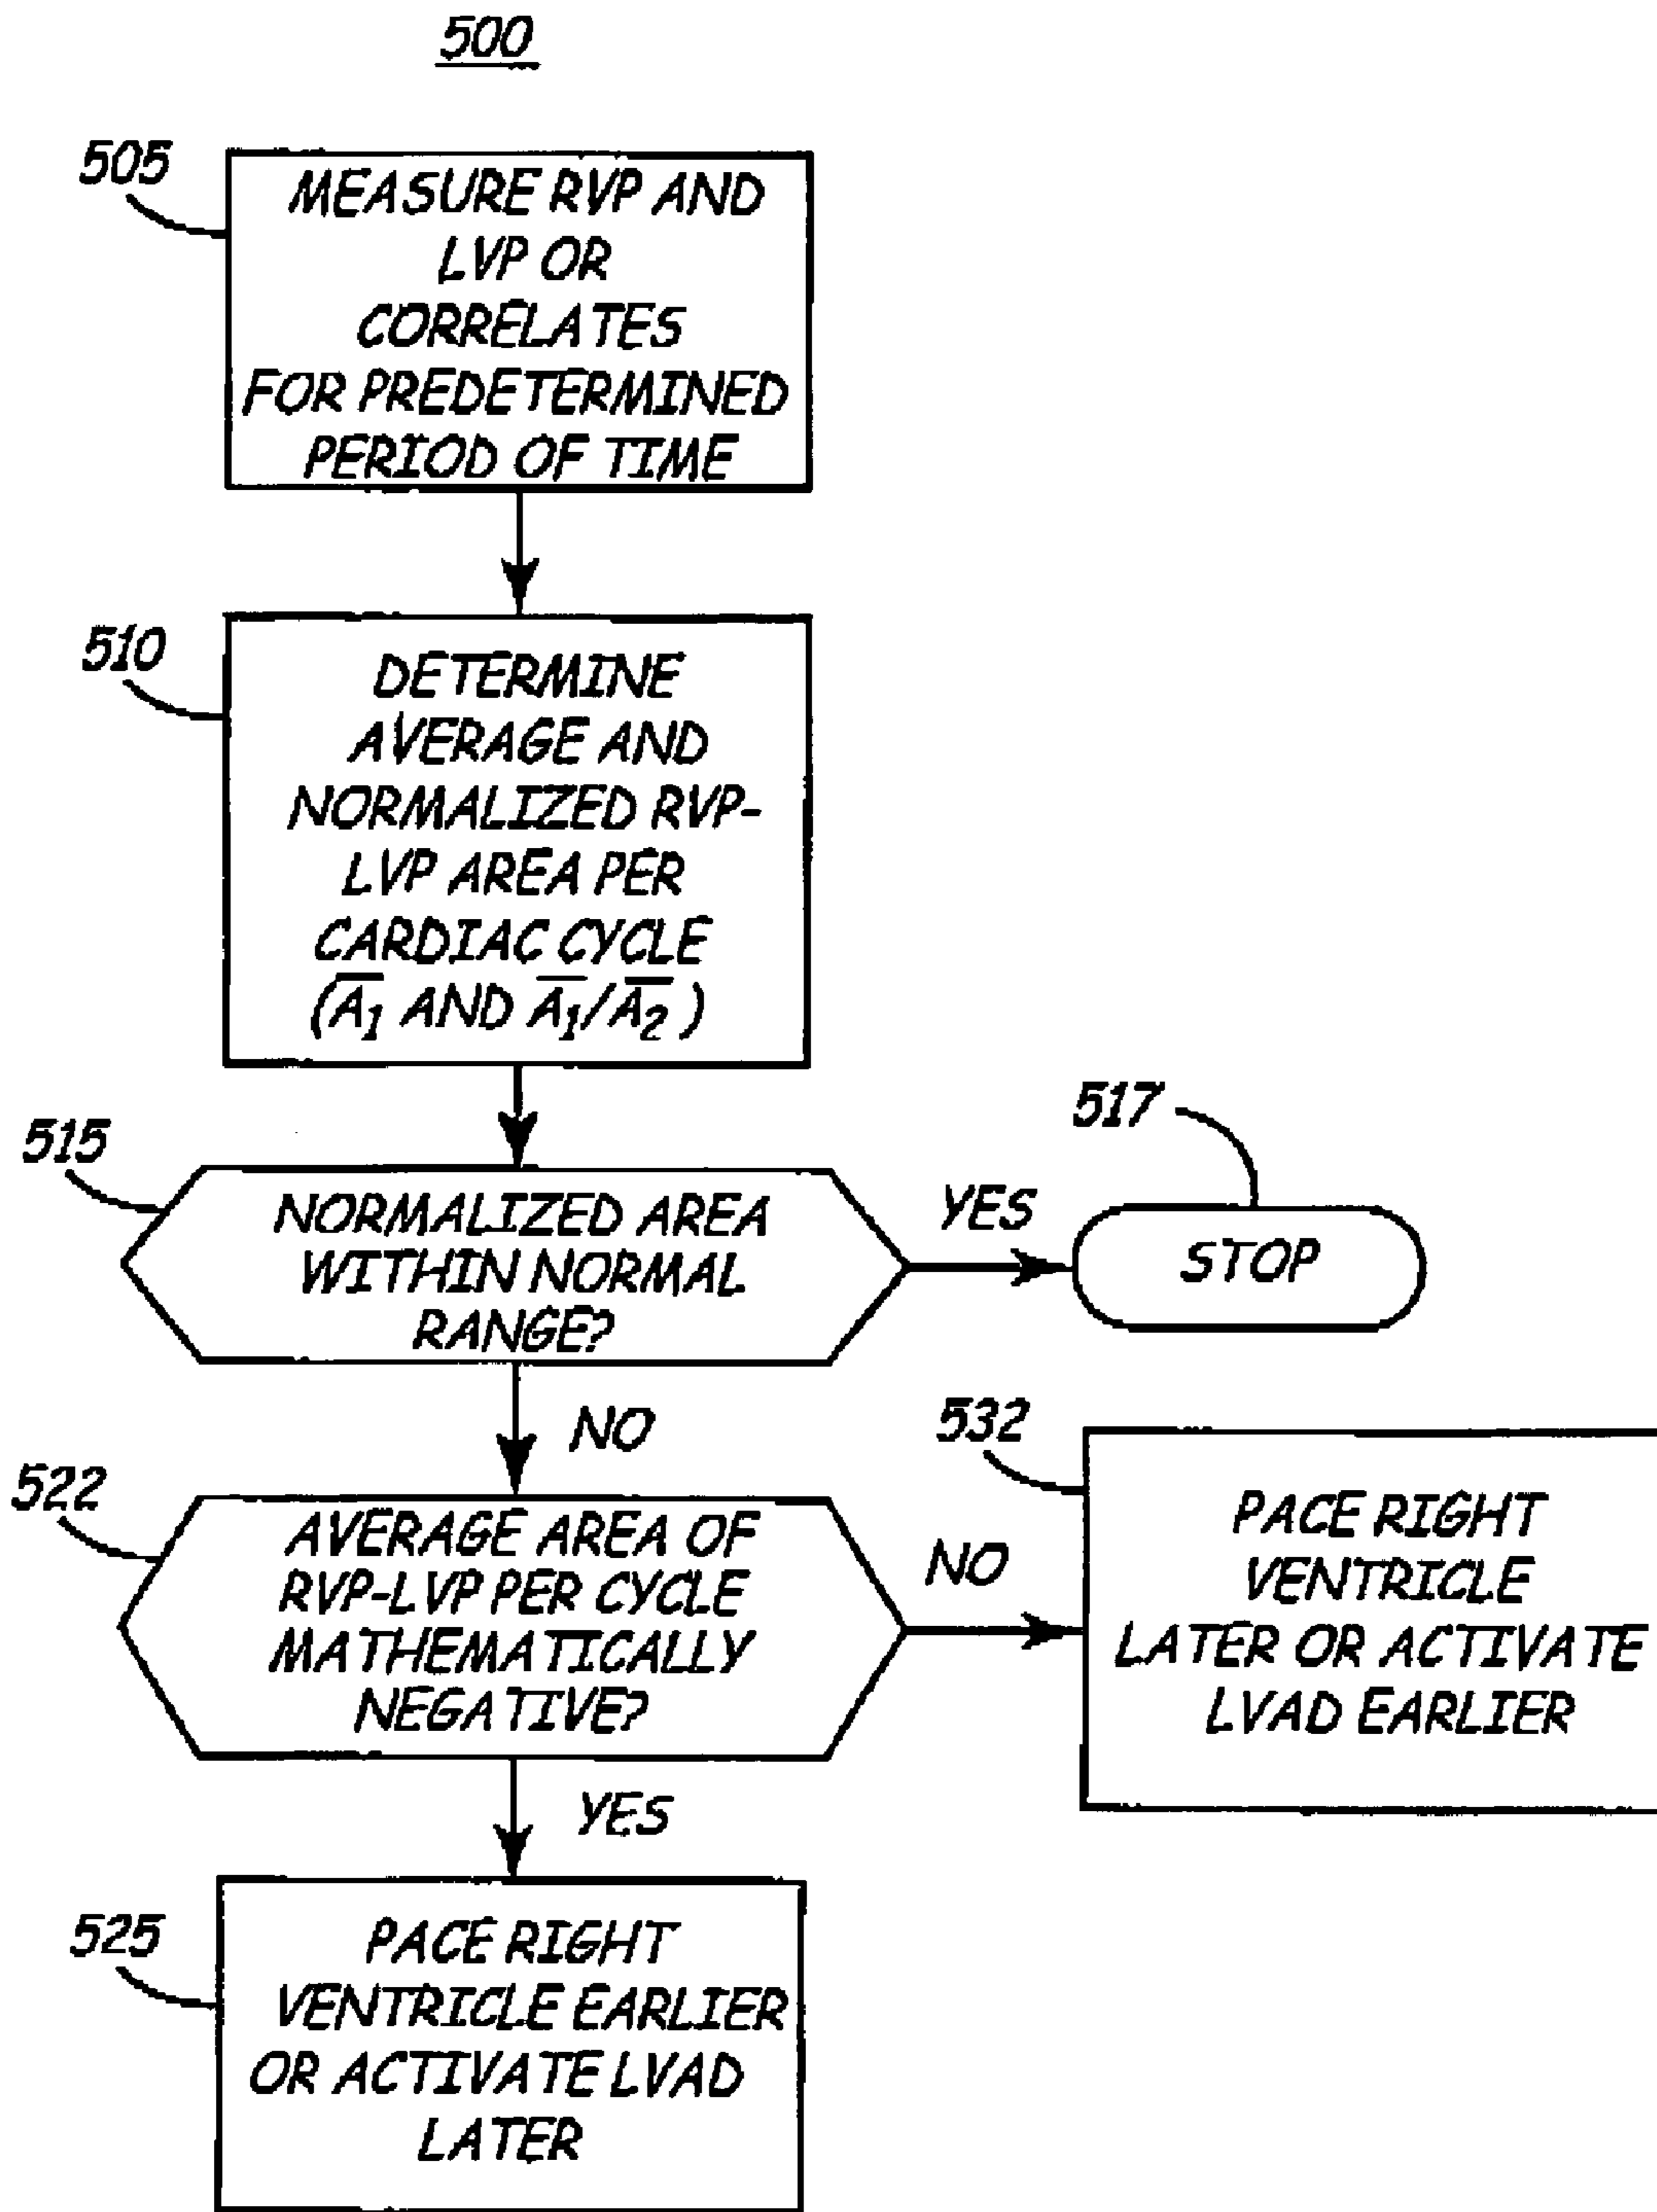 500
505
MEASURE RVP AND
LVP OR
CORRELATES
FOR PREDETERMINED
PERIOD OF TIME
510
DETERMINE
AVERAGE AND
NORMALIZED RVP-
LVP AREA PER
CARDIAC CYCLE
(A̅₁ AND A̅₁/A̅₂)
515
NORMALIZED AREA
WITHIN NORMAL
RANGE?
YES
517
STOP
NO
522
AVERAGE AREA OF
RVP-LVP PER CYCLE
MATHEMATICALLY
NEGATIVE?
NO
532
PACE RIGHT
VENTRICLE
LATER OR ACTIVATE
LVAD EARLIER
YES
525
PACE RIGHT
VENTRICLE EARLIER
OR ACTIVATE LVAD
LATER